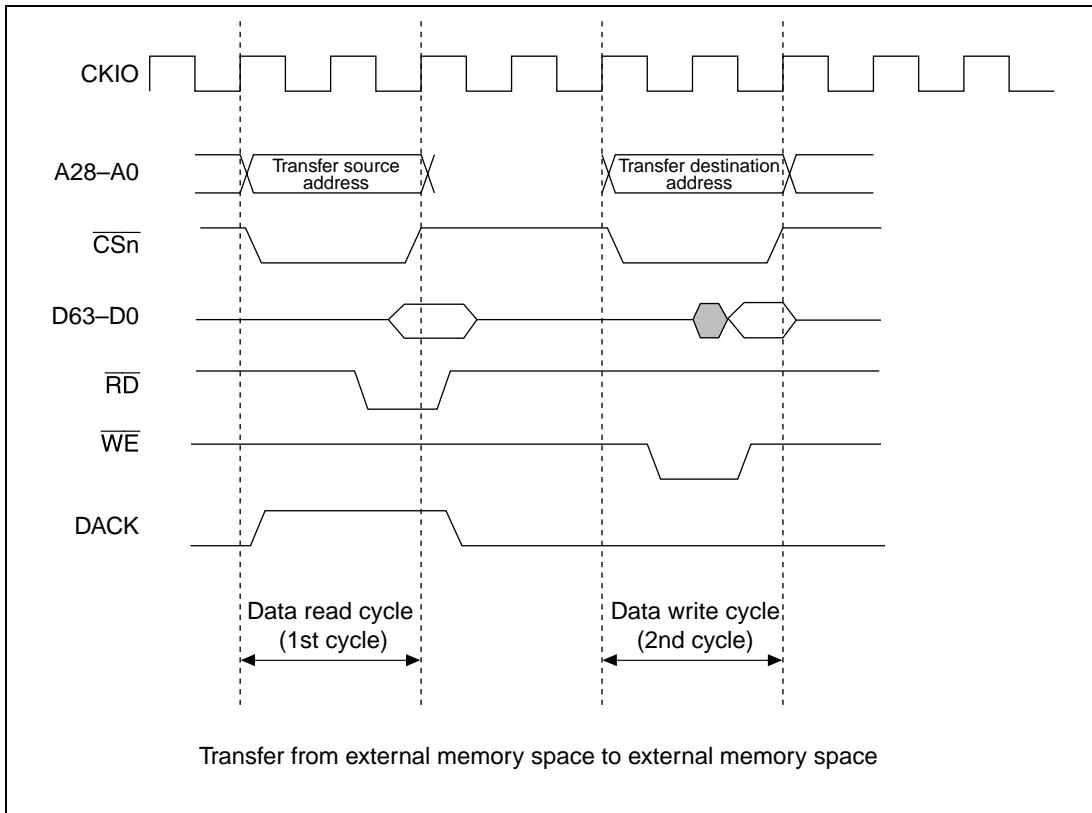 CKIO
A28–A0
Transfer source
address
Transfer destination
address
CSn
D63–D0
RD
WE
DACK
Data read cycle
(1st cycle)
Data write cycle
(2nd cycle)
Transfer from external memory space to external memory space